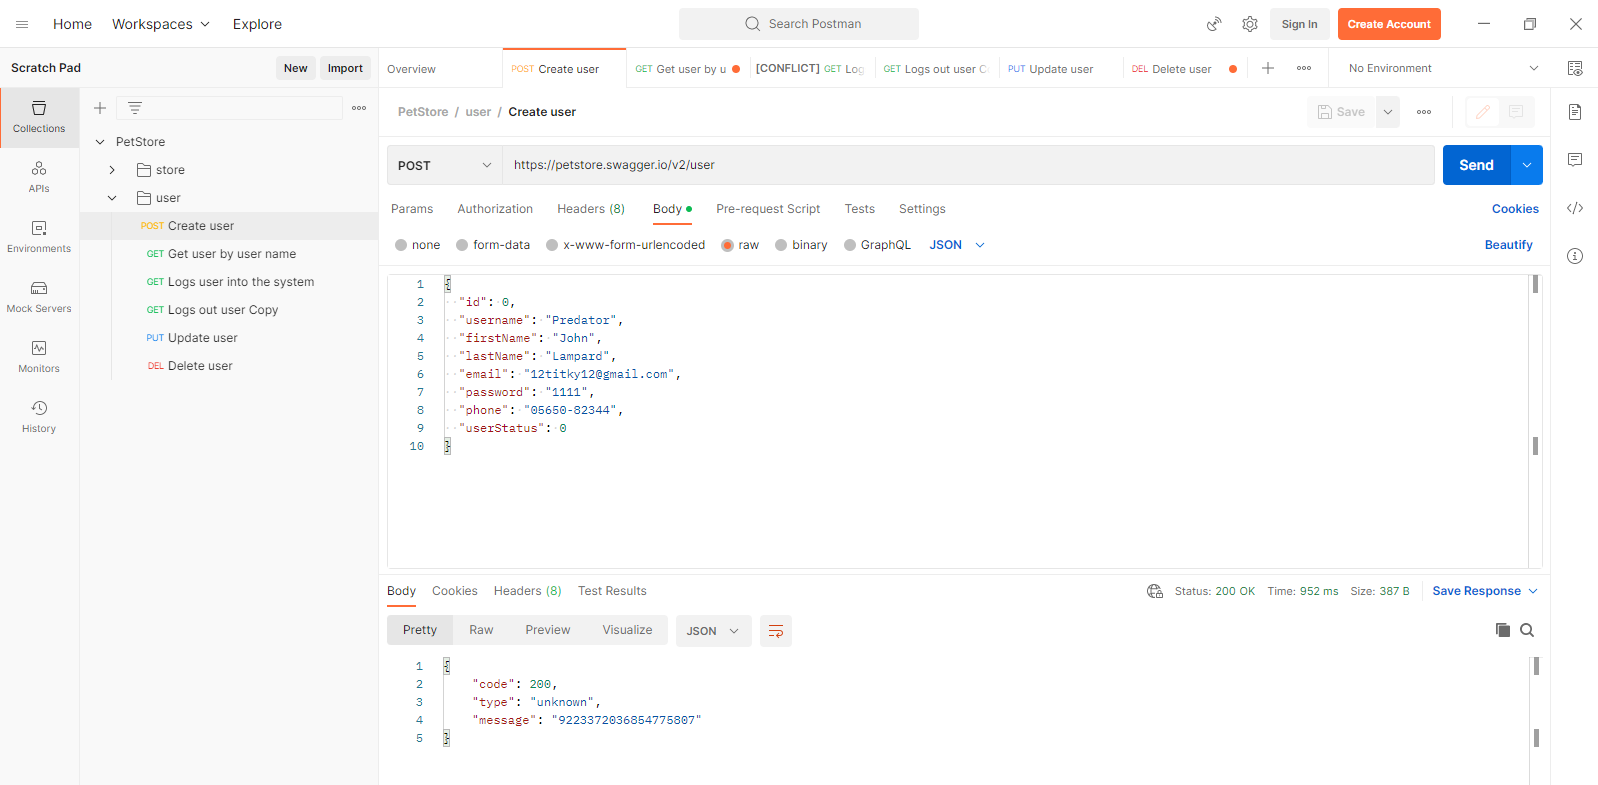 Home Workspaces Explore Search Postman Sign In Create Account
Scratch Pad New Import Overview POST Create user GET Get user by u [CONFLICT] GET Log GET Logs out user C PUT Update user DEL Delete user No Environment
Collections
APIs
Environments
Mock Servers
Monitors
History
PetStore
store
user
POST Create user
GET Get user by user name
GET Logs user into the system
GET Logs out user Copy
PUT Update user
DEL Delete user
PetStore / user / Create user Save
POST https://petstore.swagger.io/v2/user Send
Params Authorization Headers (8) Body Pre-request Script Tests Settings Cookies
none form-data x-www-form-urlencoded raw binary GraphQL JSON Beautify
1 {
2 "id": 0,
3 "username": "Predator",
4 "firstName": "John",
5 "lastName": "Lampard",
6 "email": "12titky12@gmail.com",
7 "password": "1111",
8 "phone": "05650-82344",
9 "userStatus": 0
10 }
Body Cookies Headers (8) Test Results Status: 200 OK Time: 952 ms Size: 387 B Save Response
Pretty Raw Preview Visualize JSON
1 {
2 "code": 200,
3 "type": "unknown",
4 "message": "9223372036854775807"
5 }